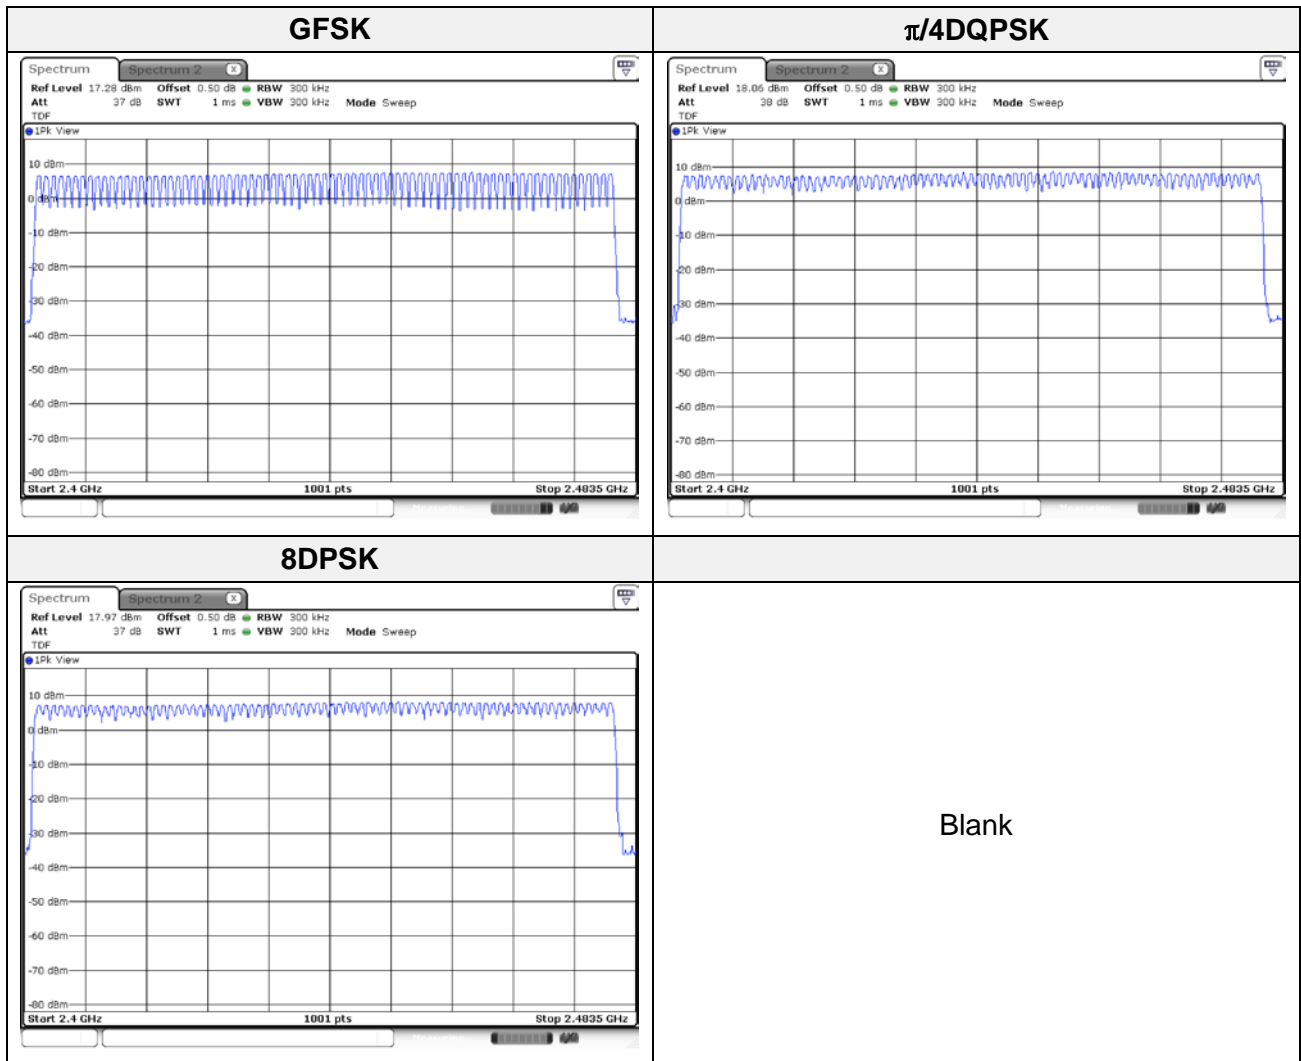 GFSK
π/4DQPSK
Spectrum
Spectrum 2
X
Ref Level 17.28 dBm Offset 0.50 dB RBW 300 kHz
Att 37 dB SWT 1 ms VBW 300 kHz Mode Sweep
TDF
1Pk View
10 dBm
0 dBm
-10 dBm
-20 dBm
-30 dBm
-40 dBm
-50 dBm
-60 dBm
-70 dBm
-80 dBm
Start 2.4 GHz 1001 pts Stop 2.4835 GHz
Spectrum
Spectrum 2
X
Ref Level 18.06 dBm Offset 0.50 dB RBW 300 kHz
Att 38 dB SWT 1 ms VBW 300 kHz Mode Sweep
TDF
1Pk View
10 dBm
0 dBm
-10 dBm
-20 dBm
-30 dBm
-40 dBm
-50 dBm
-60 dBm
-70 dBm
-80 dBm
Start 2.4 GHz 1001 pts Stop 2.4835 GHz
8DPSK
Spectrum
Spectrum 2
X
Ref Level 17.97 dBm Offset 0.50 dB RBW 300 kHz
Att 37 dB SWT 1 ms VBW 300 kHz Mode Sweep
TDF
1Pk View
10 dBm
0 dBm
-10 dBm
-20 dBm
-30 dBm
-40 dBm
-50 dBm
-60 dBm
-70 dBm
-80 dBm
Start 2.4 GHz 1001 pts Stop 2.4835 GHz
Blank